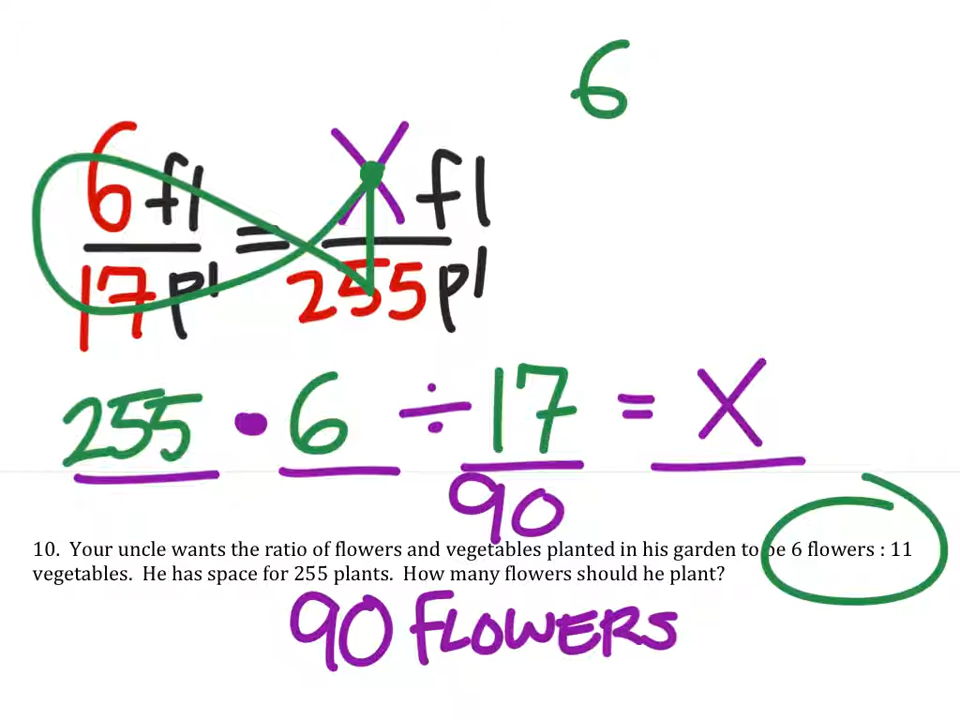 6
6 fl = X fl
17 pl 255 pl
255 • 6 ÷ 17 = X
90
10. Your uncle wants the ratio of flowers and vegetables planted in his garden to be 6 flowers : 11
vegetables. He has space for 255 plants. How many flowers should he plant?
90 FLOWERS